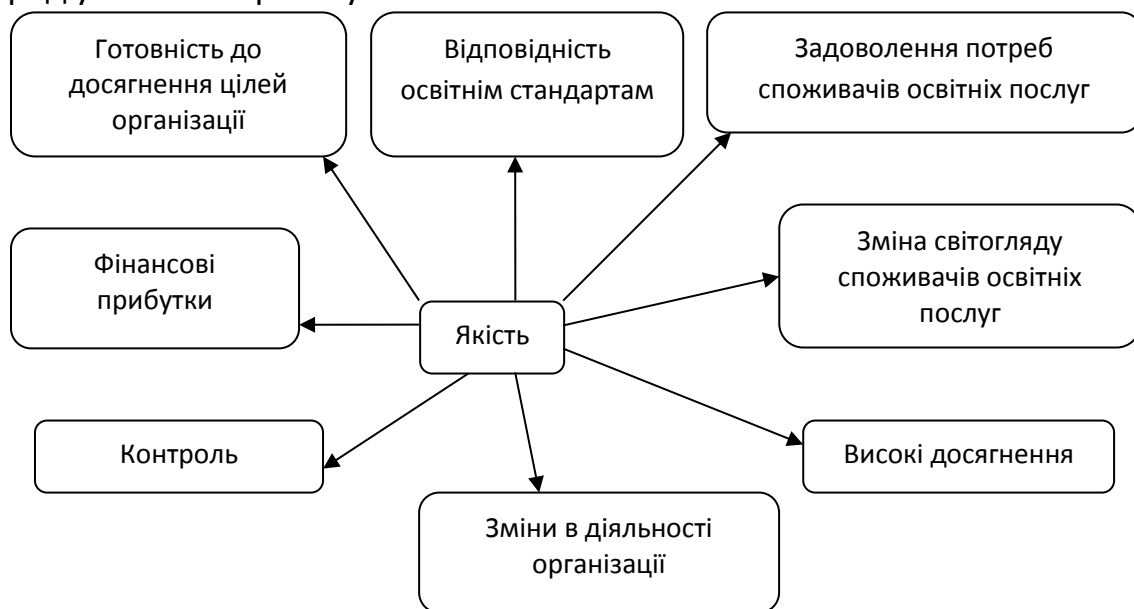 Готовність до
досягнення цілей
організації
Відповідність
освітнім стандартам
Задоволення потреб
споживачів освітніх послуг
Фінансові
прибутки
Зміна світогляду
споживачів освітніх
послуг
Якість
Контроль
Високі досягнення
Зміни в діяльності
організації